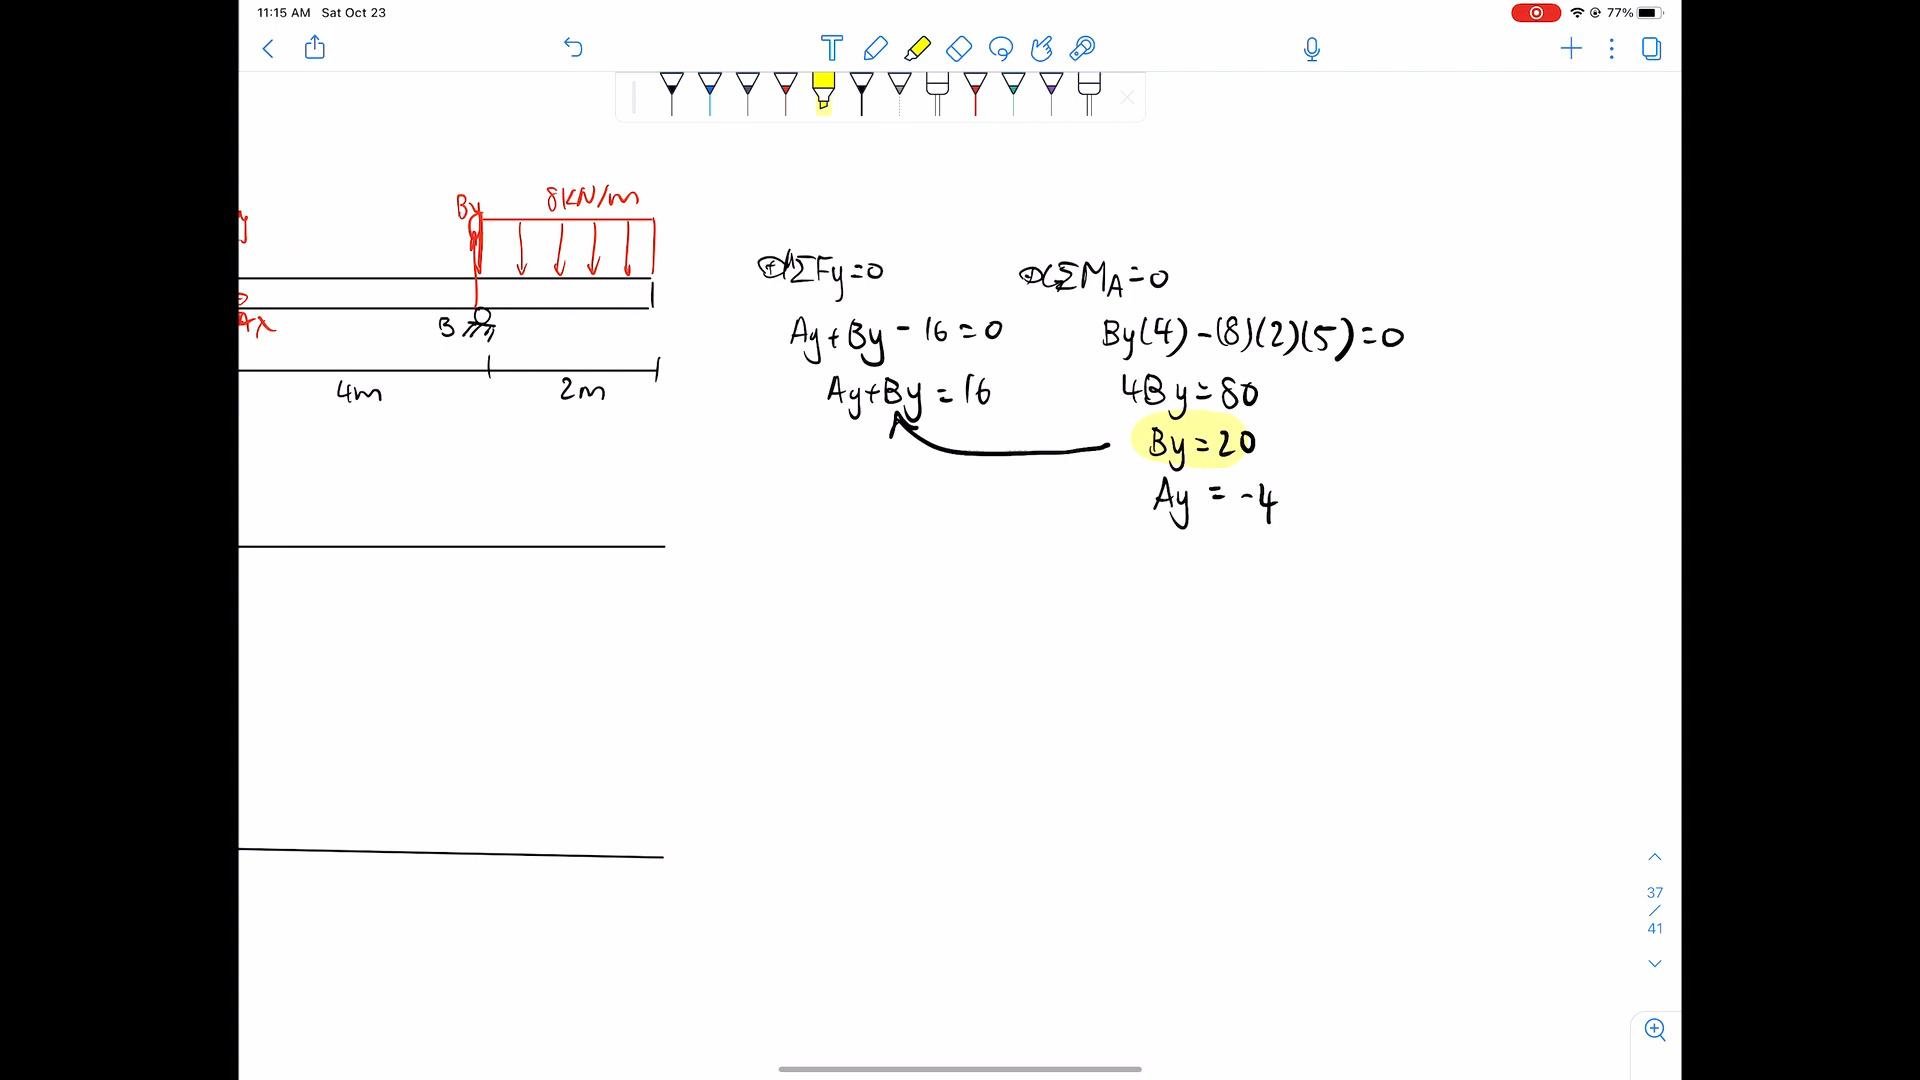 11:15 AM Sat Oct 23
77%
T
8KN/m
By
y
Ax
B
4m
2m
+↑ΣFy=0
Ay+By-16=0
Ay+By=16
ΣMA=0
By(4)-(8)(2)(5)=0
4By=80
By=20
Ay=-4
37
/
41